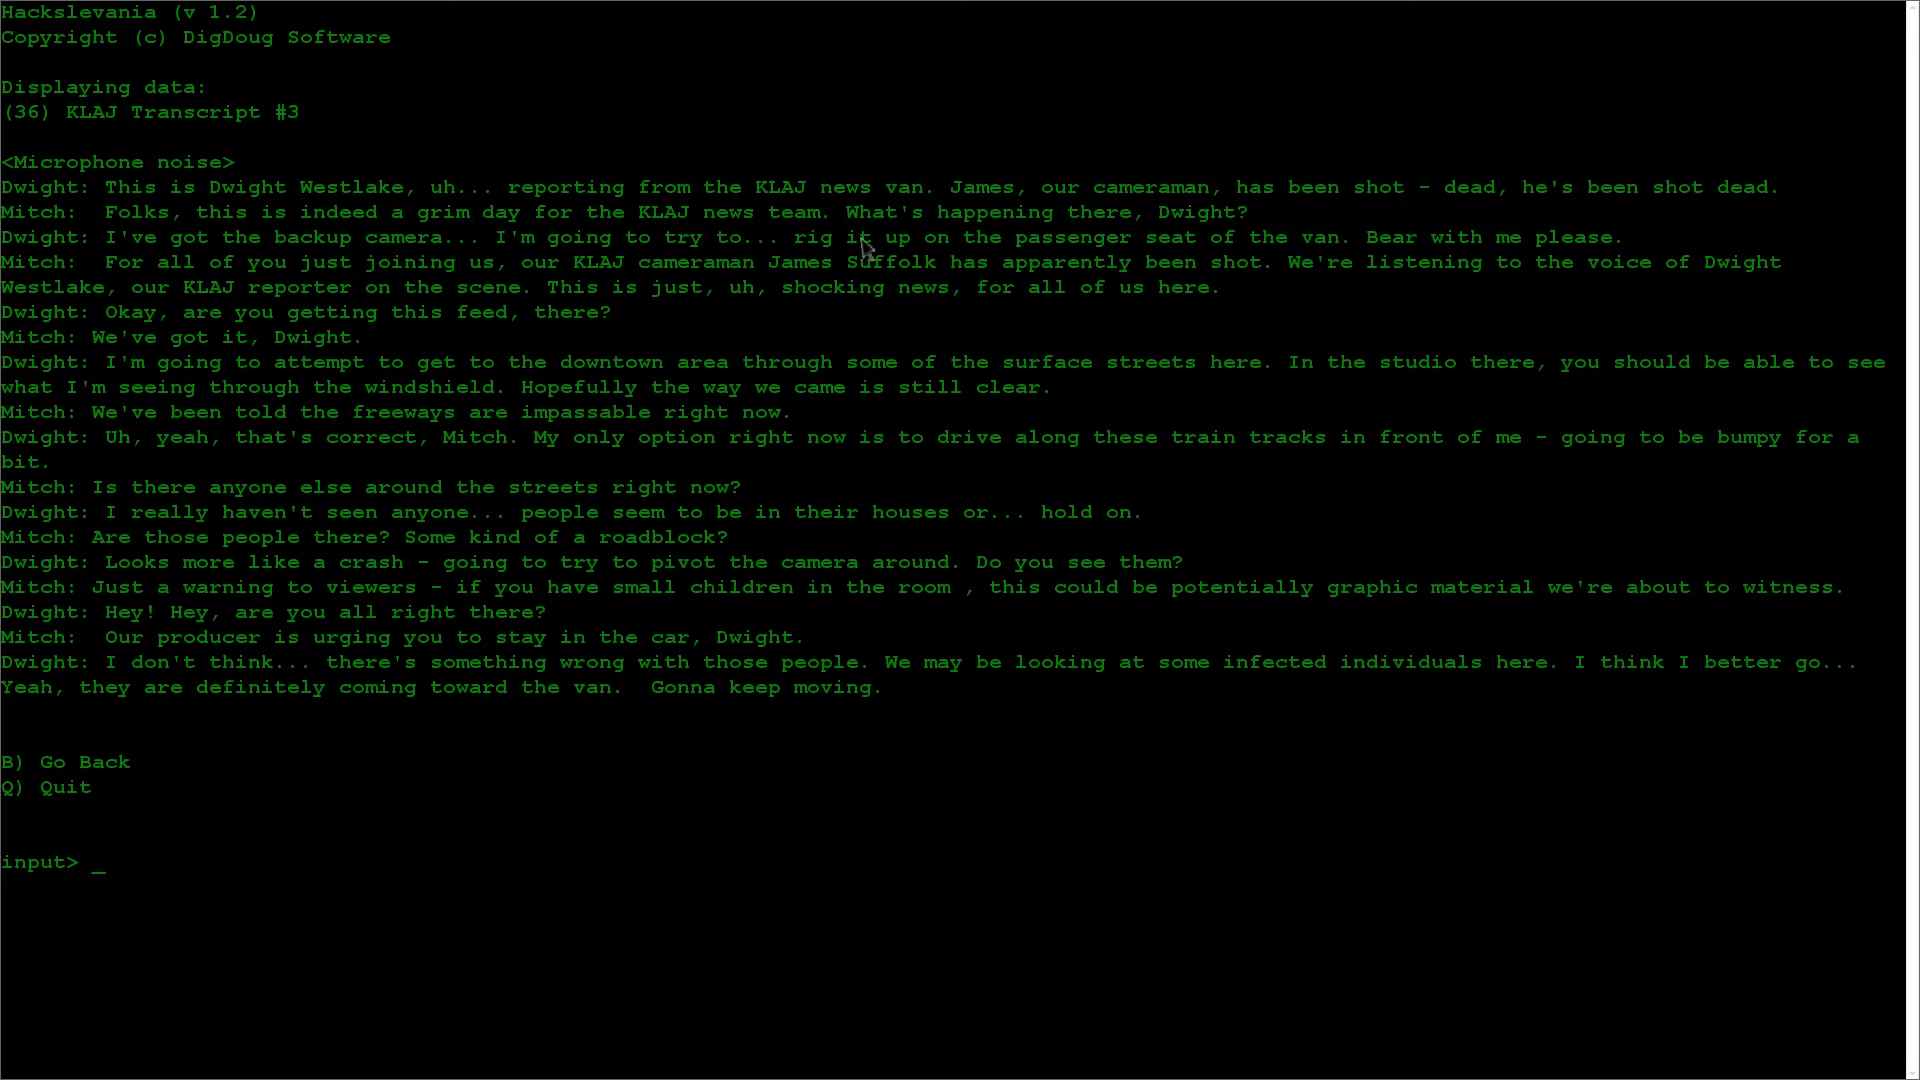 Hackslevania (v 1.2)
Copyright (c) DigDoug Software
Displaying data:
(36) KLAJ Transcript #3
<Microphone noise>
Dwight: This is Dwight Westlake, uh... reporting from the KLAJ news van. James, our cameraman, has been shot - dead, he's been shot dead.
Mitch:  Folks, this is indeed a grim day for the KLAJ news team. What's happening there, Dwight?
Dwight: I've got the backup camera... I'm going to try to... rig it up on the passenger seat of the van. Bear with me please.
Mitch:  For all of you just joining us, our KLAJ cameraman James Suffolk has apparently been shot. We're listening to the voice of Dwight
Westlake, our KLAJ reporter on the scene. This is just, uh, shocking news, for all of us here.
Dwight: Okay, are you getting this feed, there?
Mitch: We've got it, Dwight.
Dwight: I'm going to attempt to get to the downtown area through some of the surface streets here. In the studio there, you should be able to see
what I'm seeing through the windshield. Hopefully the way we came is still clear.
Mitch: We've been told the freeways are impassable right now.
Dwight: Uh, yeah, that's correct, Mitch. My only option right now is to drive along these train tracks in front of me - going to be bumpy for a
bit.
Mitch: Is there anyone else around the streets right now?
Dwight: I really haven't seen anyone... people seem to be in their houses or... hold on.
Mitch: Are those people there? Some kind of a roadblock?
Dwight: Looks more like a crash - going to try to pivot the camera around. Do you see them?
Mitch: Just a warning to viewers - if you have small children in the room , this could be potentially graphic material we're about to witness.
Dwight: Hey! Hey, are you all right there?
Mitch:  Our producer is urging you to stay in the car, Dwight.
Dwight: I don't think... there's something wrong with those people. We may be looking at some infected individuals here. I think I better go...
Yeah, they are definitely coming toward the van.  Gonna keep moving.
B) Go Back
Q) Quit
input> _